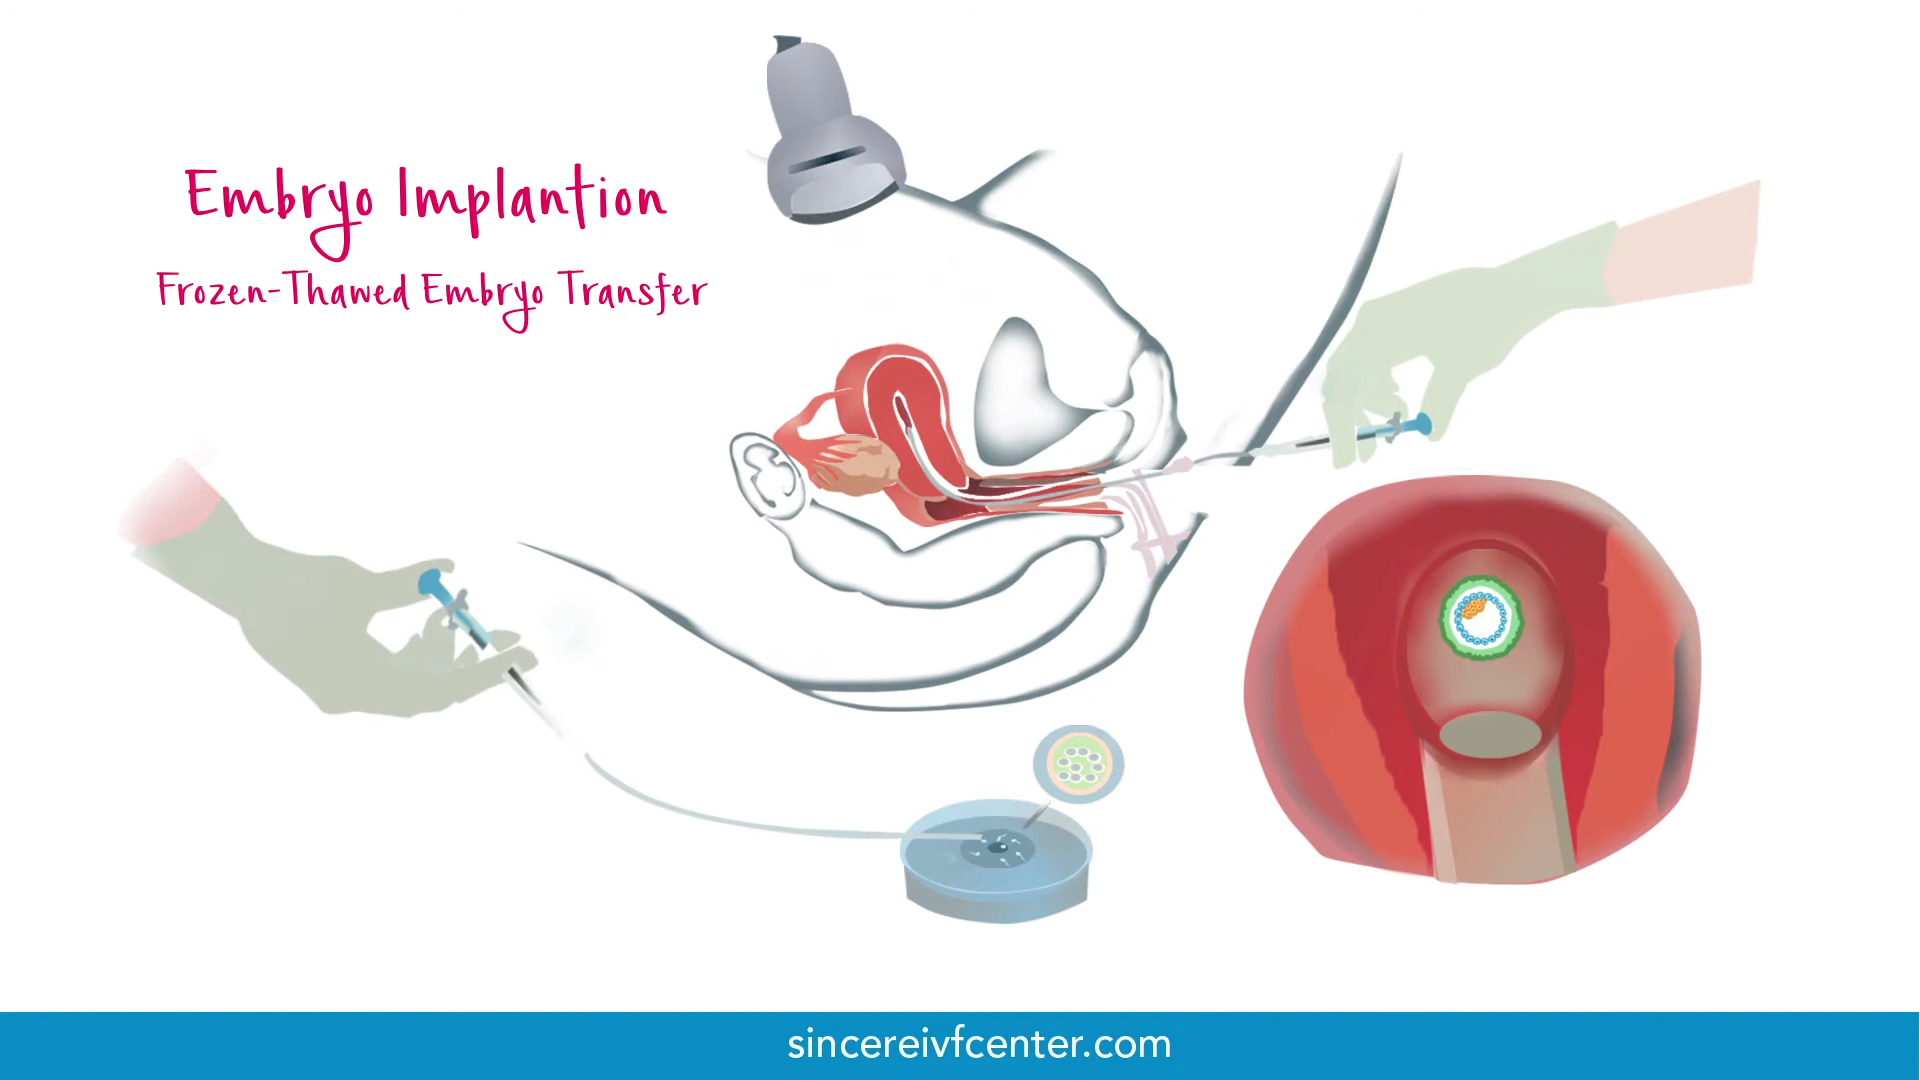 Embryo Implantion
Frozen-Thawed Embryo Transfer
sincereivfcenter.com